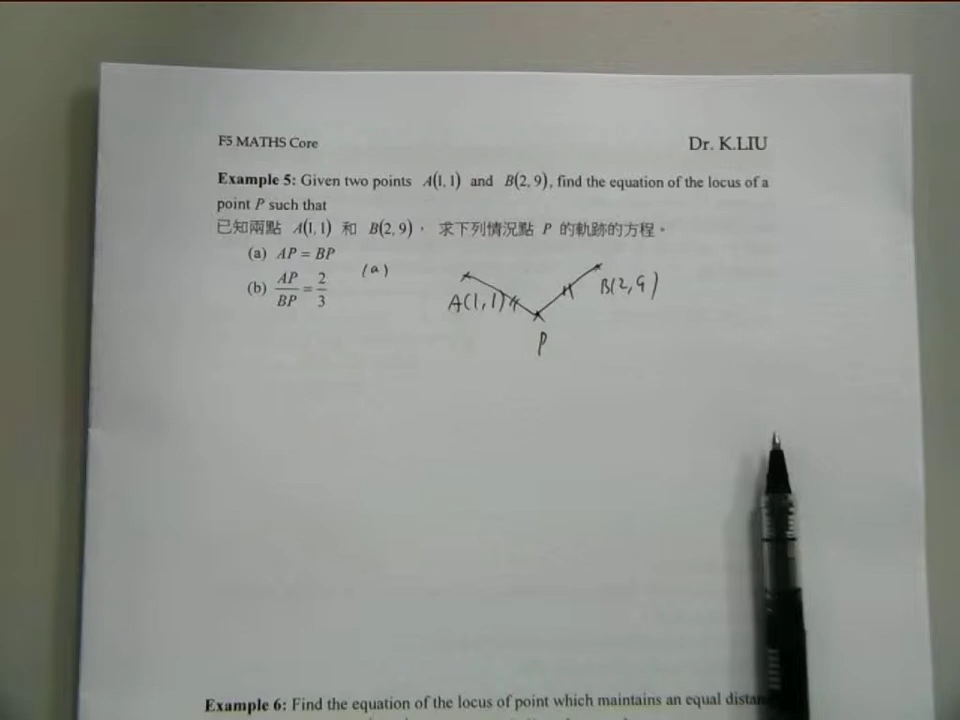 F5 MATHS Core
Dr. K.LIU
Example 5: Given two points A(1, 1) and B(2, 9), find the equation of the locus of a
point P such that
已知兩點 A(1, 1) 和 B(2, 9)， 求下列情況點 P 的軌跡的方程。
(a) AP = BP
(b) AP/BP = 2/3
(a)
A(1,1)
B(2,9)
P
Example 6: Find the equation of the locus of point which maintains an equal